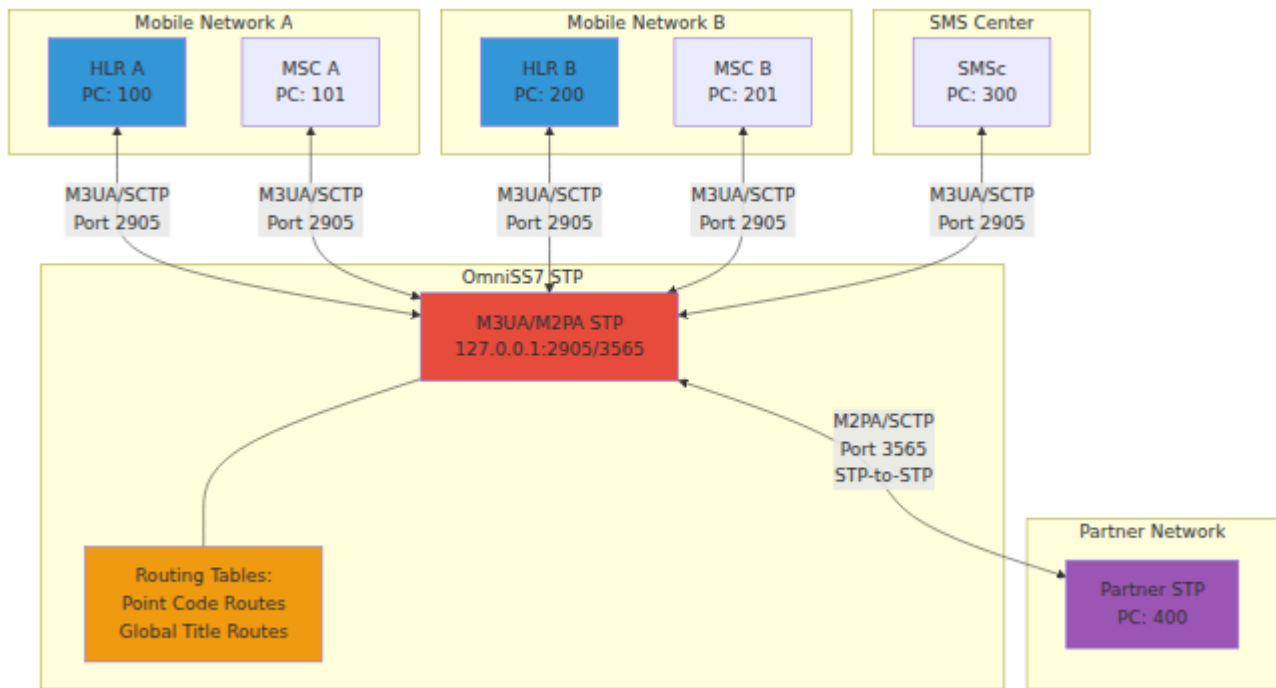 Mobile Network A
HLR A
PC: 100
MSC A
PC: 101
Mobile Network B
HLR B
PC: 200
MSC B
PC: 201
SMS Center
SMSc
PC: 300
M3UA/SCTP
Port 2905
M3UA/SCTP
Port 2905
M3UA/SCTP
Port 2905
M3UA/SCTP
Port 2905
M3UA/SCTP
Port 2905
OmniSS7 STP
M3UA/M2PA STP
127.0.0.1:2905/3565
M2PA/SCTP
Port 3565
STP-to-STP
Routing Tables:
Point Code Routes
Global Title Routes
Partner Network
Partner STP
PC: 400